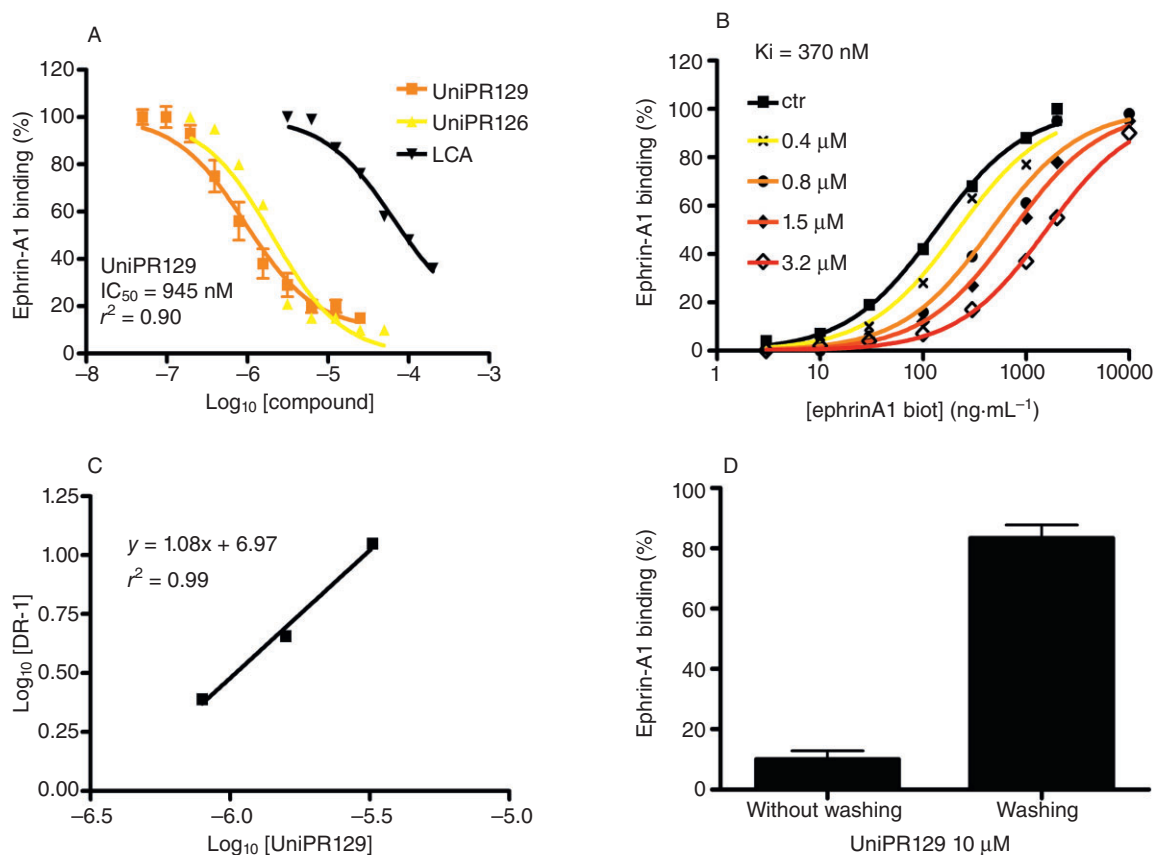 A
Ephrin-A1 binding (%)
120
100
80
60
40
20
0
UniPR129
UniPR126
LCA
UniPR129
IC50 = 945 nM
r² = 0.90
–8 –7 –6 –5 –4 –3
Log10 [compound]
B
Ki = 370 nM
Ephrin-A1 binding (%)
120
100
80
60
40
20
0
ctr
0.4 µM
0.8 µM
1.5 µM
3.2 µM
1 10 100 1000 10000
[ephrinA1 biot] (ng·mL⁻¹)
C
Log10 [DR-1]
1.25
1.00
0.75
0.50
0.25
0.00
y = 1.08x + 6.97
r² = 0.99
–6.5 –6.0 –5.5 –5.0
Log10 [UniPR129]
D
Ephrin-A1 binding (%)
100
80
60
40
20
0
Without washing Washing
UniPR129 10 µM